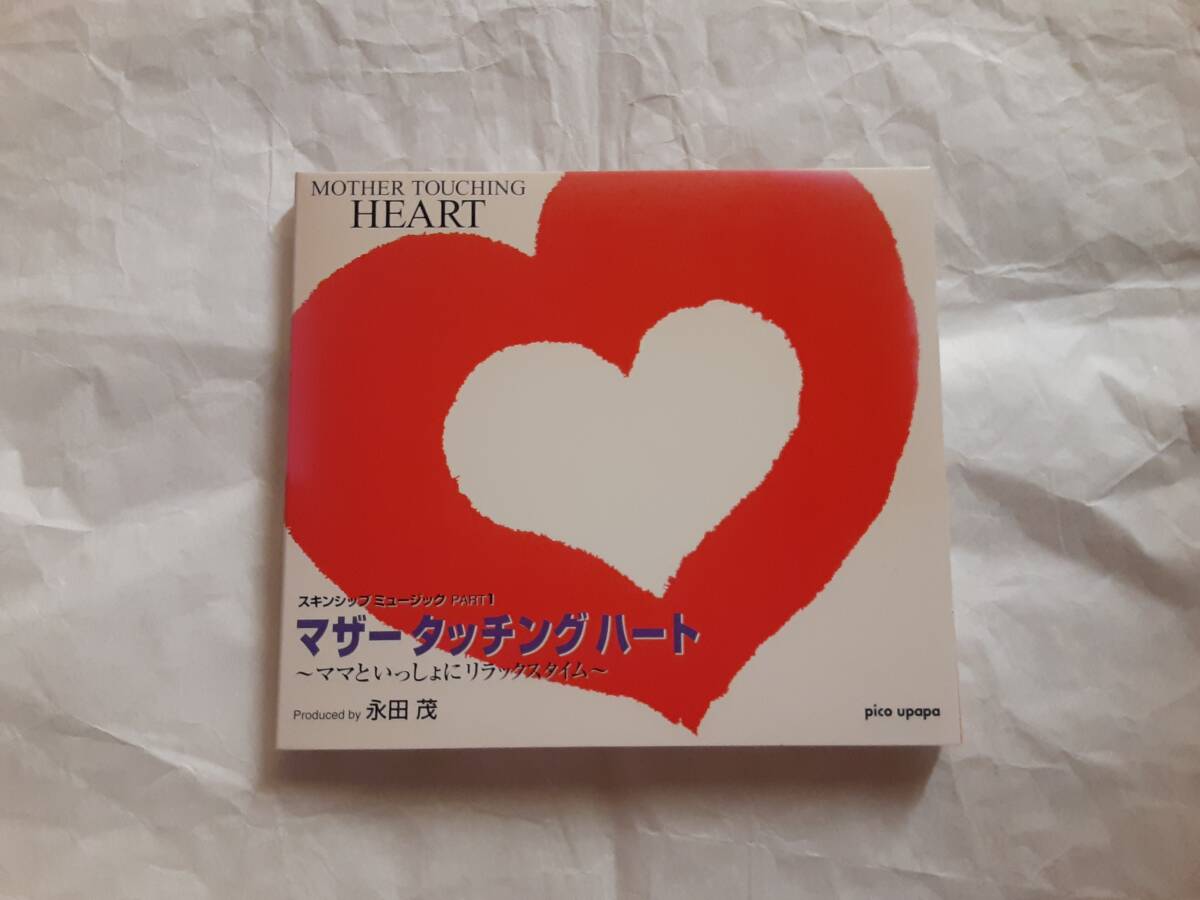 MOTHER TOUCHING
HEART
スキンシップ ミュージック PART1
マザー タッチング ハート
～ママといっしょにリラックスタイム～
Produced by 永田 茂
pico upapa